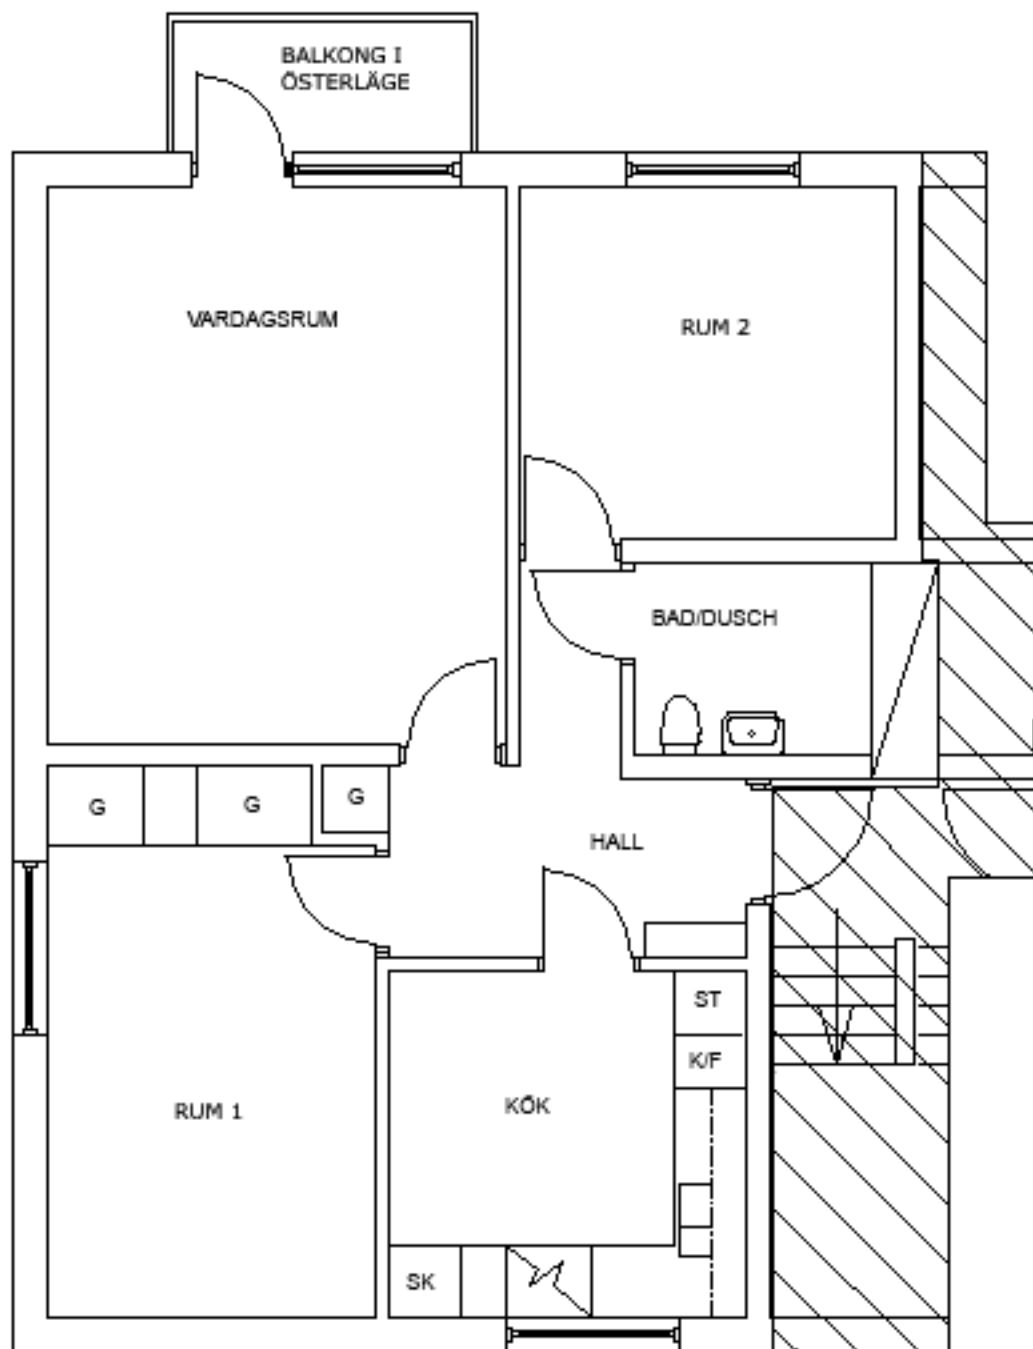 BALKONG I
ÖSTERLÄGE
VARDAGSRUM
RUM 2
BAD/DUSCH
G
G
G
HALL
ST
K/F
RUM 1
KÖK
SK